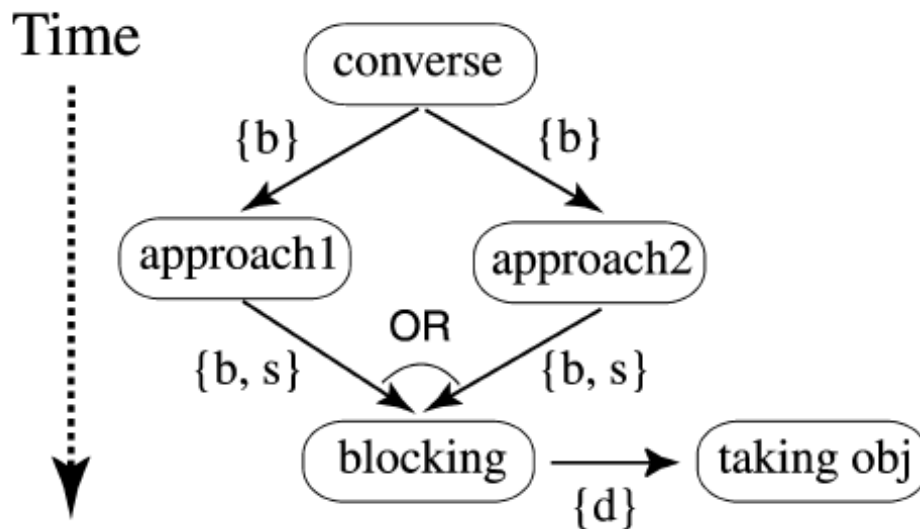 Time
converse
{b}
{b}
approach1
approach2
OR
{b, s}
{b, s}
blocking
taking obj
{d}